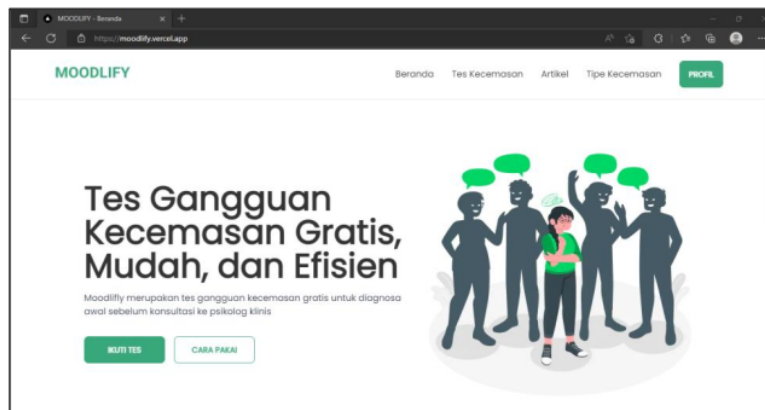 MOODLIFY - Beranda
https://moodlify.vercel.app
MOODLIFY
Beranda Tes Kecemasan Artikel Tipe Kecemasan PROFIL
Tes Gangguan
Kecemasan Gratis,
Mudah, dan Efisien
Moodlifly merupakan tes gangguan kecemasan gratis untuk diagnosa
awal sebelum konsultasi ke psikolog klinis
IKUTI TES CARA PAKAI